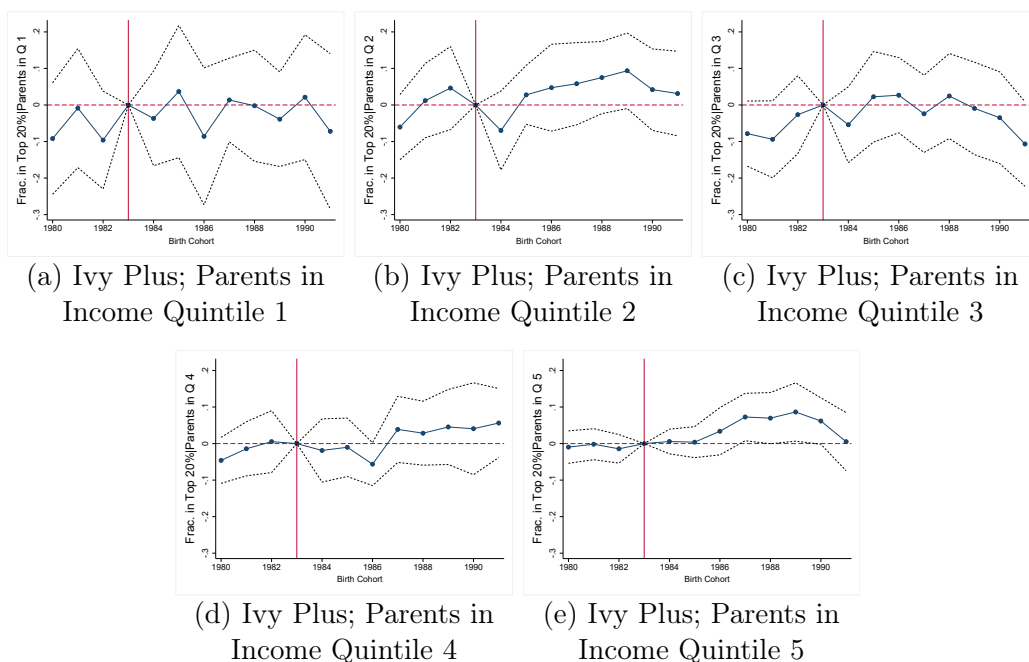 Frac. in Top 20%|Parents in Q 1
.2
.1
0
-.1
-.2
-.3
1980 1982 1984 1986 1988 1990
Birth Cohort
(a) Ivy Plus; Parents in
Income Quintile 1
Frac. in Top 20%|Parents in Q 2
.2
.1
0
-.1
-.2
-.3
1980 1982 1984 1986 1988 1990
Birth Cohort
(b) Ivy Plus; Parents in
Income Quintile 2
Frac. in Top 20%|Parents in Q 3
.2
.1
0
-.1
-.2
-.3
1980 1982 1984 1986 1988 1990
Birth Cohort
(c) Ivy Plus; Parents in
Income Quintile 3
Frac. in Top 20%|Parents in Q 4
.2
.1
0
-.1
-.2
-.3
1980 1982 1984 1986 1988 1990
Birth Cohort
(d) Ivy Plus; Parents in
Income Quintile 4
Frac. in Top 20%|Parents in Q 5
.2
.1
0
-.1
-.2
-.3
1980 1982 1984 1986 1988 1990
Birth Cohort
(e) Ivy Plus; Parents in
Income Quintile 5